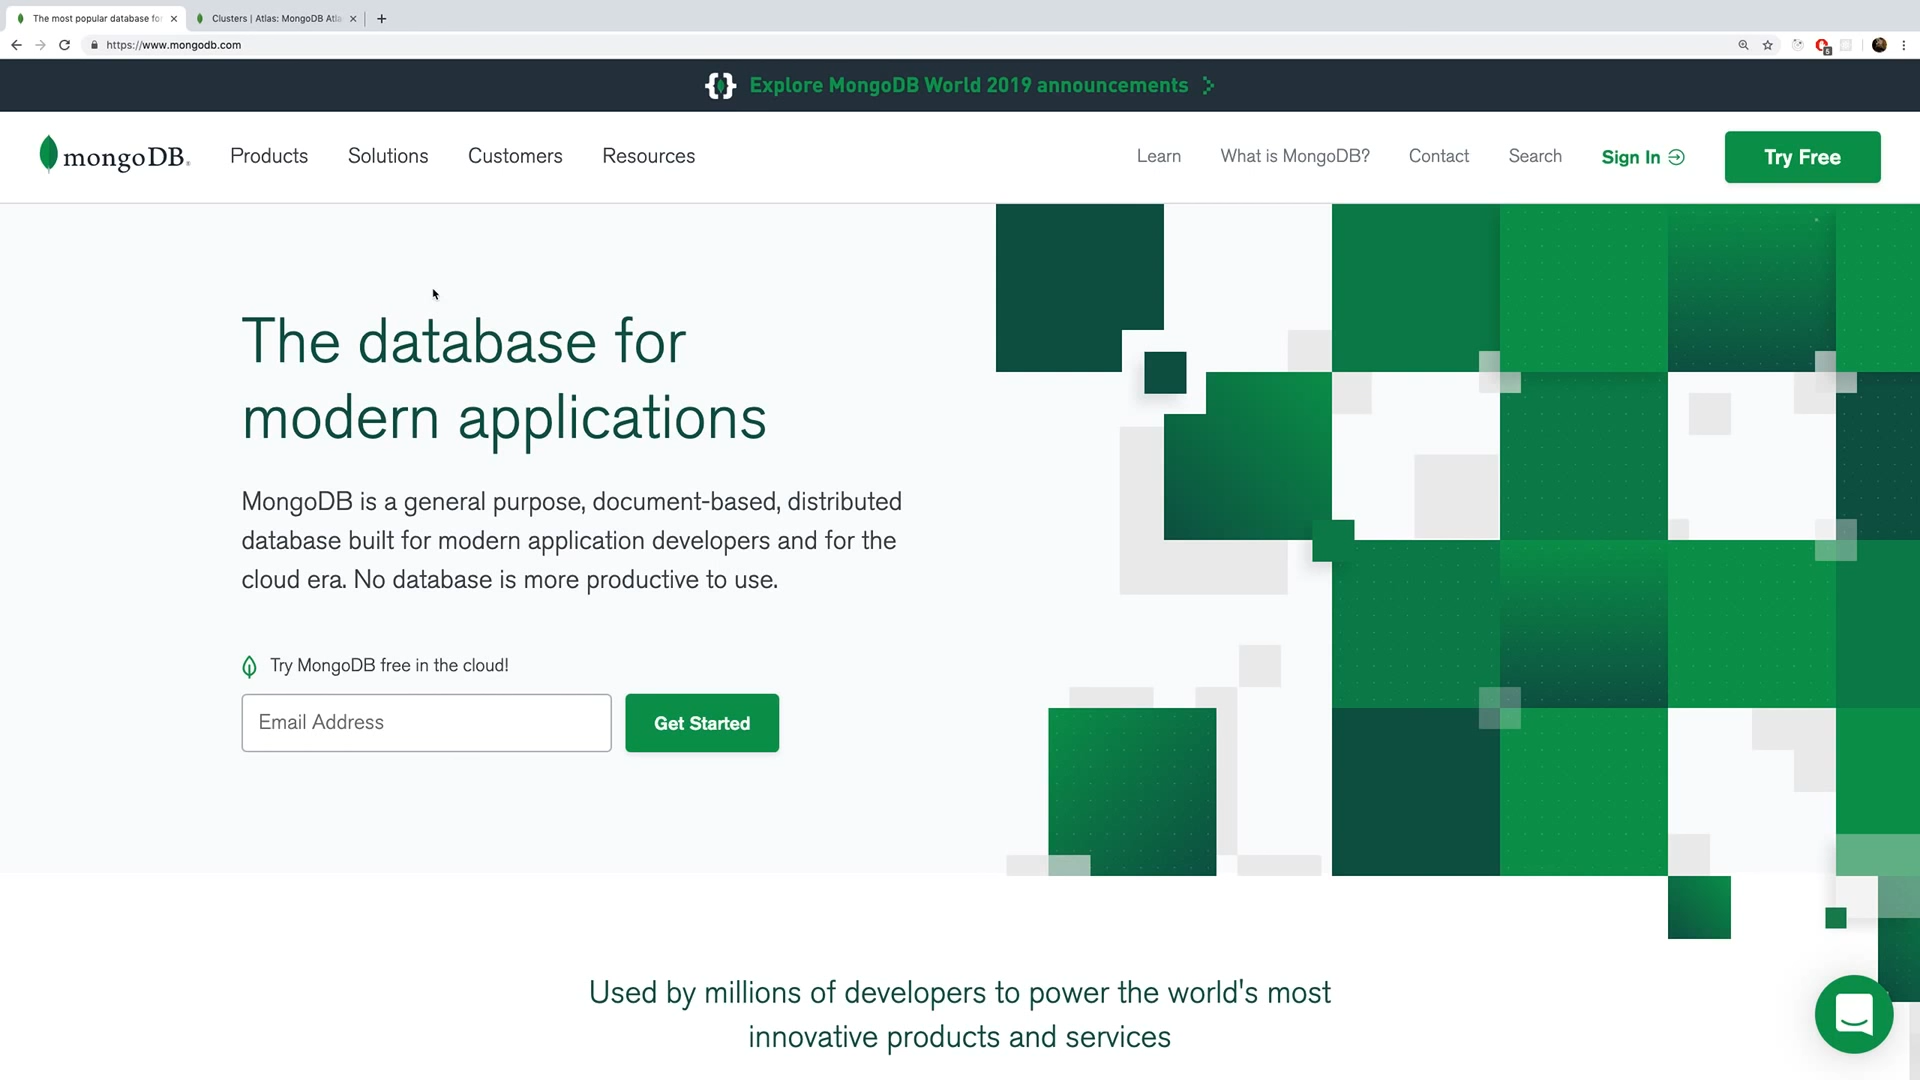 The most popular database for
Clusters | Atlas: MongoDB Atla
https://www.mongodb.com
6
Explore MongoDB World 2019 announcements
mongoDB®
Products
Solutions
Customers
Resources
Learn
What is MongoDB?
Contact
Search
Sign In
Try Free
The database for
modern applications
MongoDB is a general purpose, document-based, distributed
database built for modern application developers and for the
cloud era. No database is more productive to use.
Try MongoDB free in the cloud!
Email Address
Get Started
Used by millions of developers to power the world's most
innovative products and services